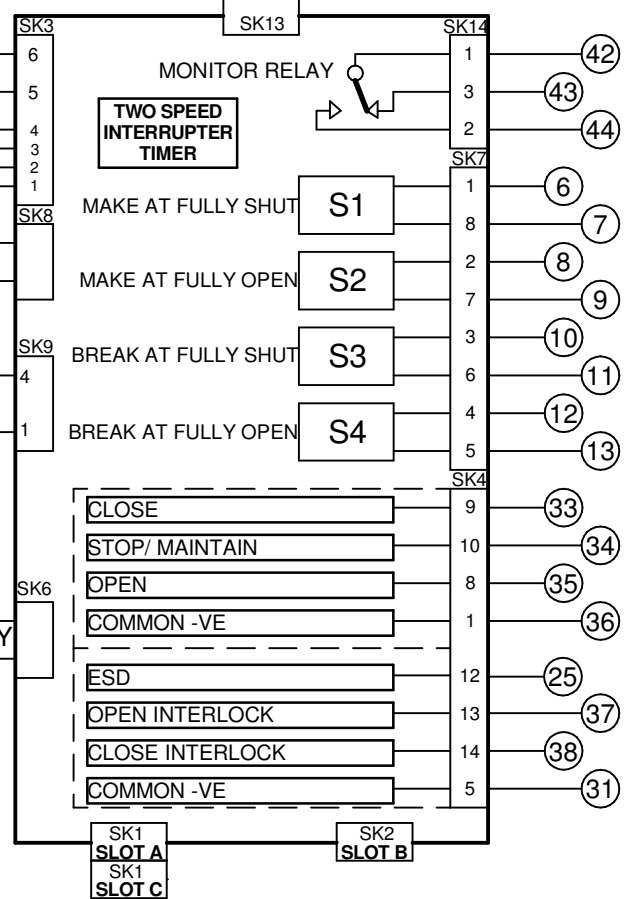 SK3
SK13
SK14
6
MONITOR RELAY
1
42
5
3
43
TWO SPEED
INTERRUPTER
TIMER
4
3
2
1
2
44
SK7
MAKE AT FULLY SHUT
S1
1
6
8
7
SK8
MAKE AT FULLY OPEN
S2
2
8
7
9
SK9
4
1
BREAK AT FULLY SHUT
S3
3
10
6
11
BREAK AT FULLY OPEN
S4
4
12
5
13
SK4
CLOSE
9
33
STOP/ MAINTAIN
10
34
OPEN
8
35
SK6
COMMON -VE
1
36
Y
ESD
12
25
OPEN INTERLOCK
13
37
CLOSE INTERLOCK
14
38
COMMON -VE
5
31
SK1
SLOT A
SK1
SLOT C
SK2
SLOT B